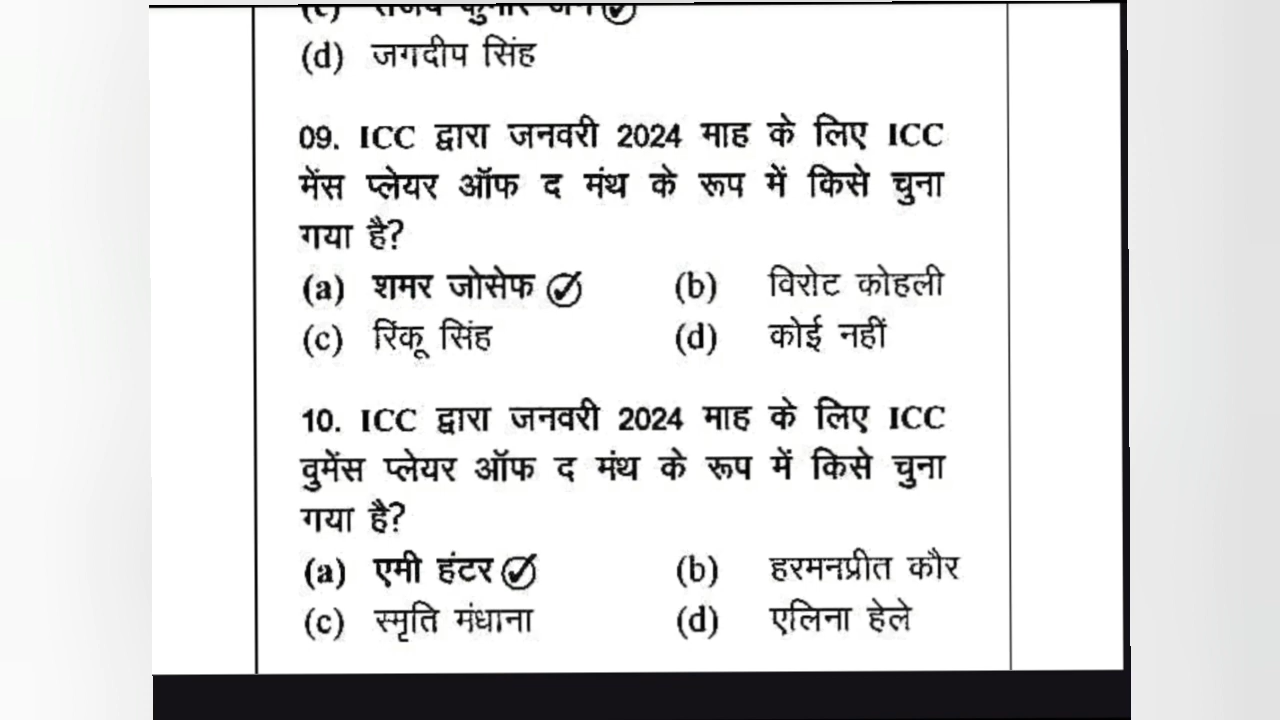 (c) संजय कुमार जैन
(d) जगदीप सिंह
09. ICC द्वारा जनवरी 2024 माह के लिए ICC
मेंस प्लेयर ऑफ द मंथ के रूप में किसे चुना
गया है?
(a) शमर जोसेफ (b) विरोट कोहली
(c) रिंकू सिंह (d) कोई नहीं
10. ICC द्वारा जनवरी 2024 माह के लिए ICC
वुमेंस प्लेयर ऑफ द मंथ के रूप में किसे चुना
गया है?
(a) एमी हंटर (b) हरमनप्रीत कौर
(c) स्मृति मंधाना (d) एलिना हेले